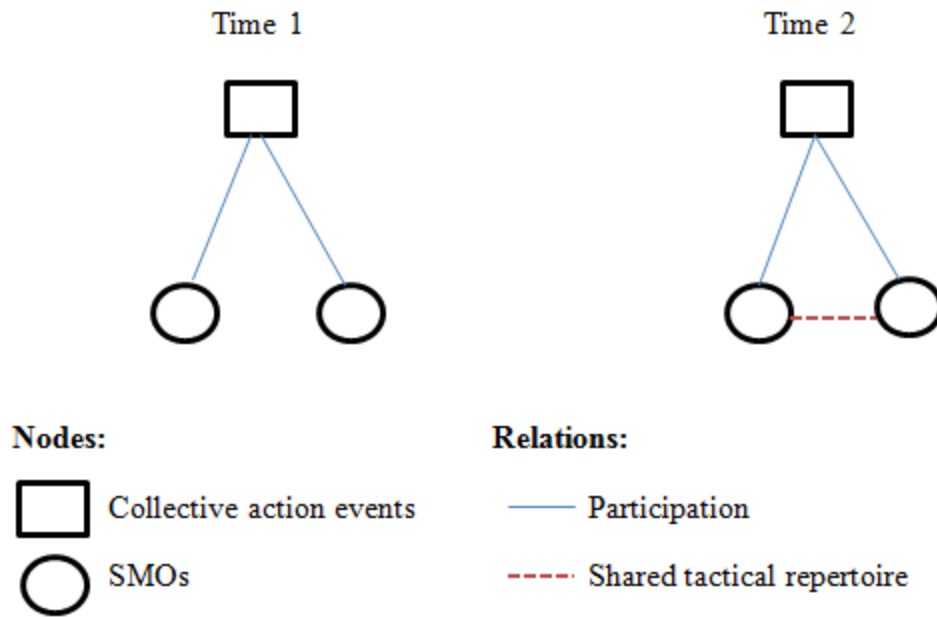 Time 1
Time 2
Nodes:
Relations:
Collective action events
Participation
SMOs
Shared tactical repertoire